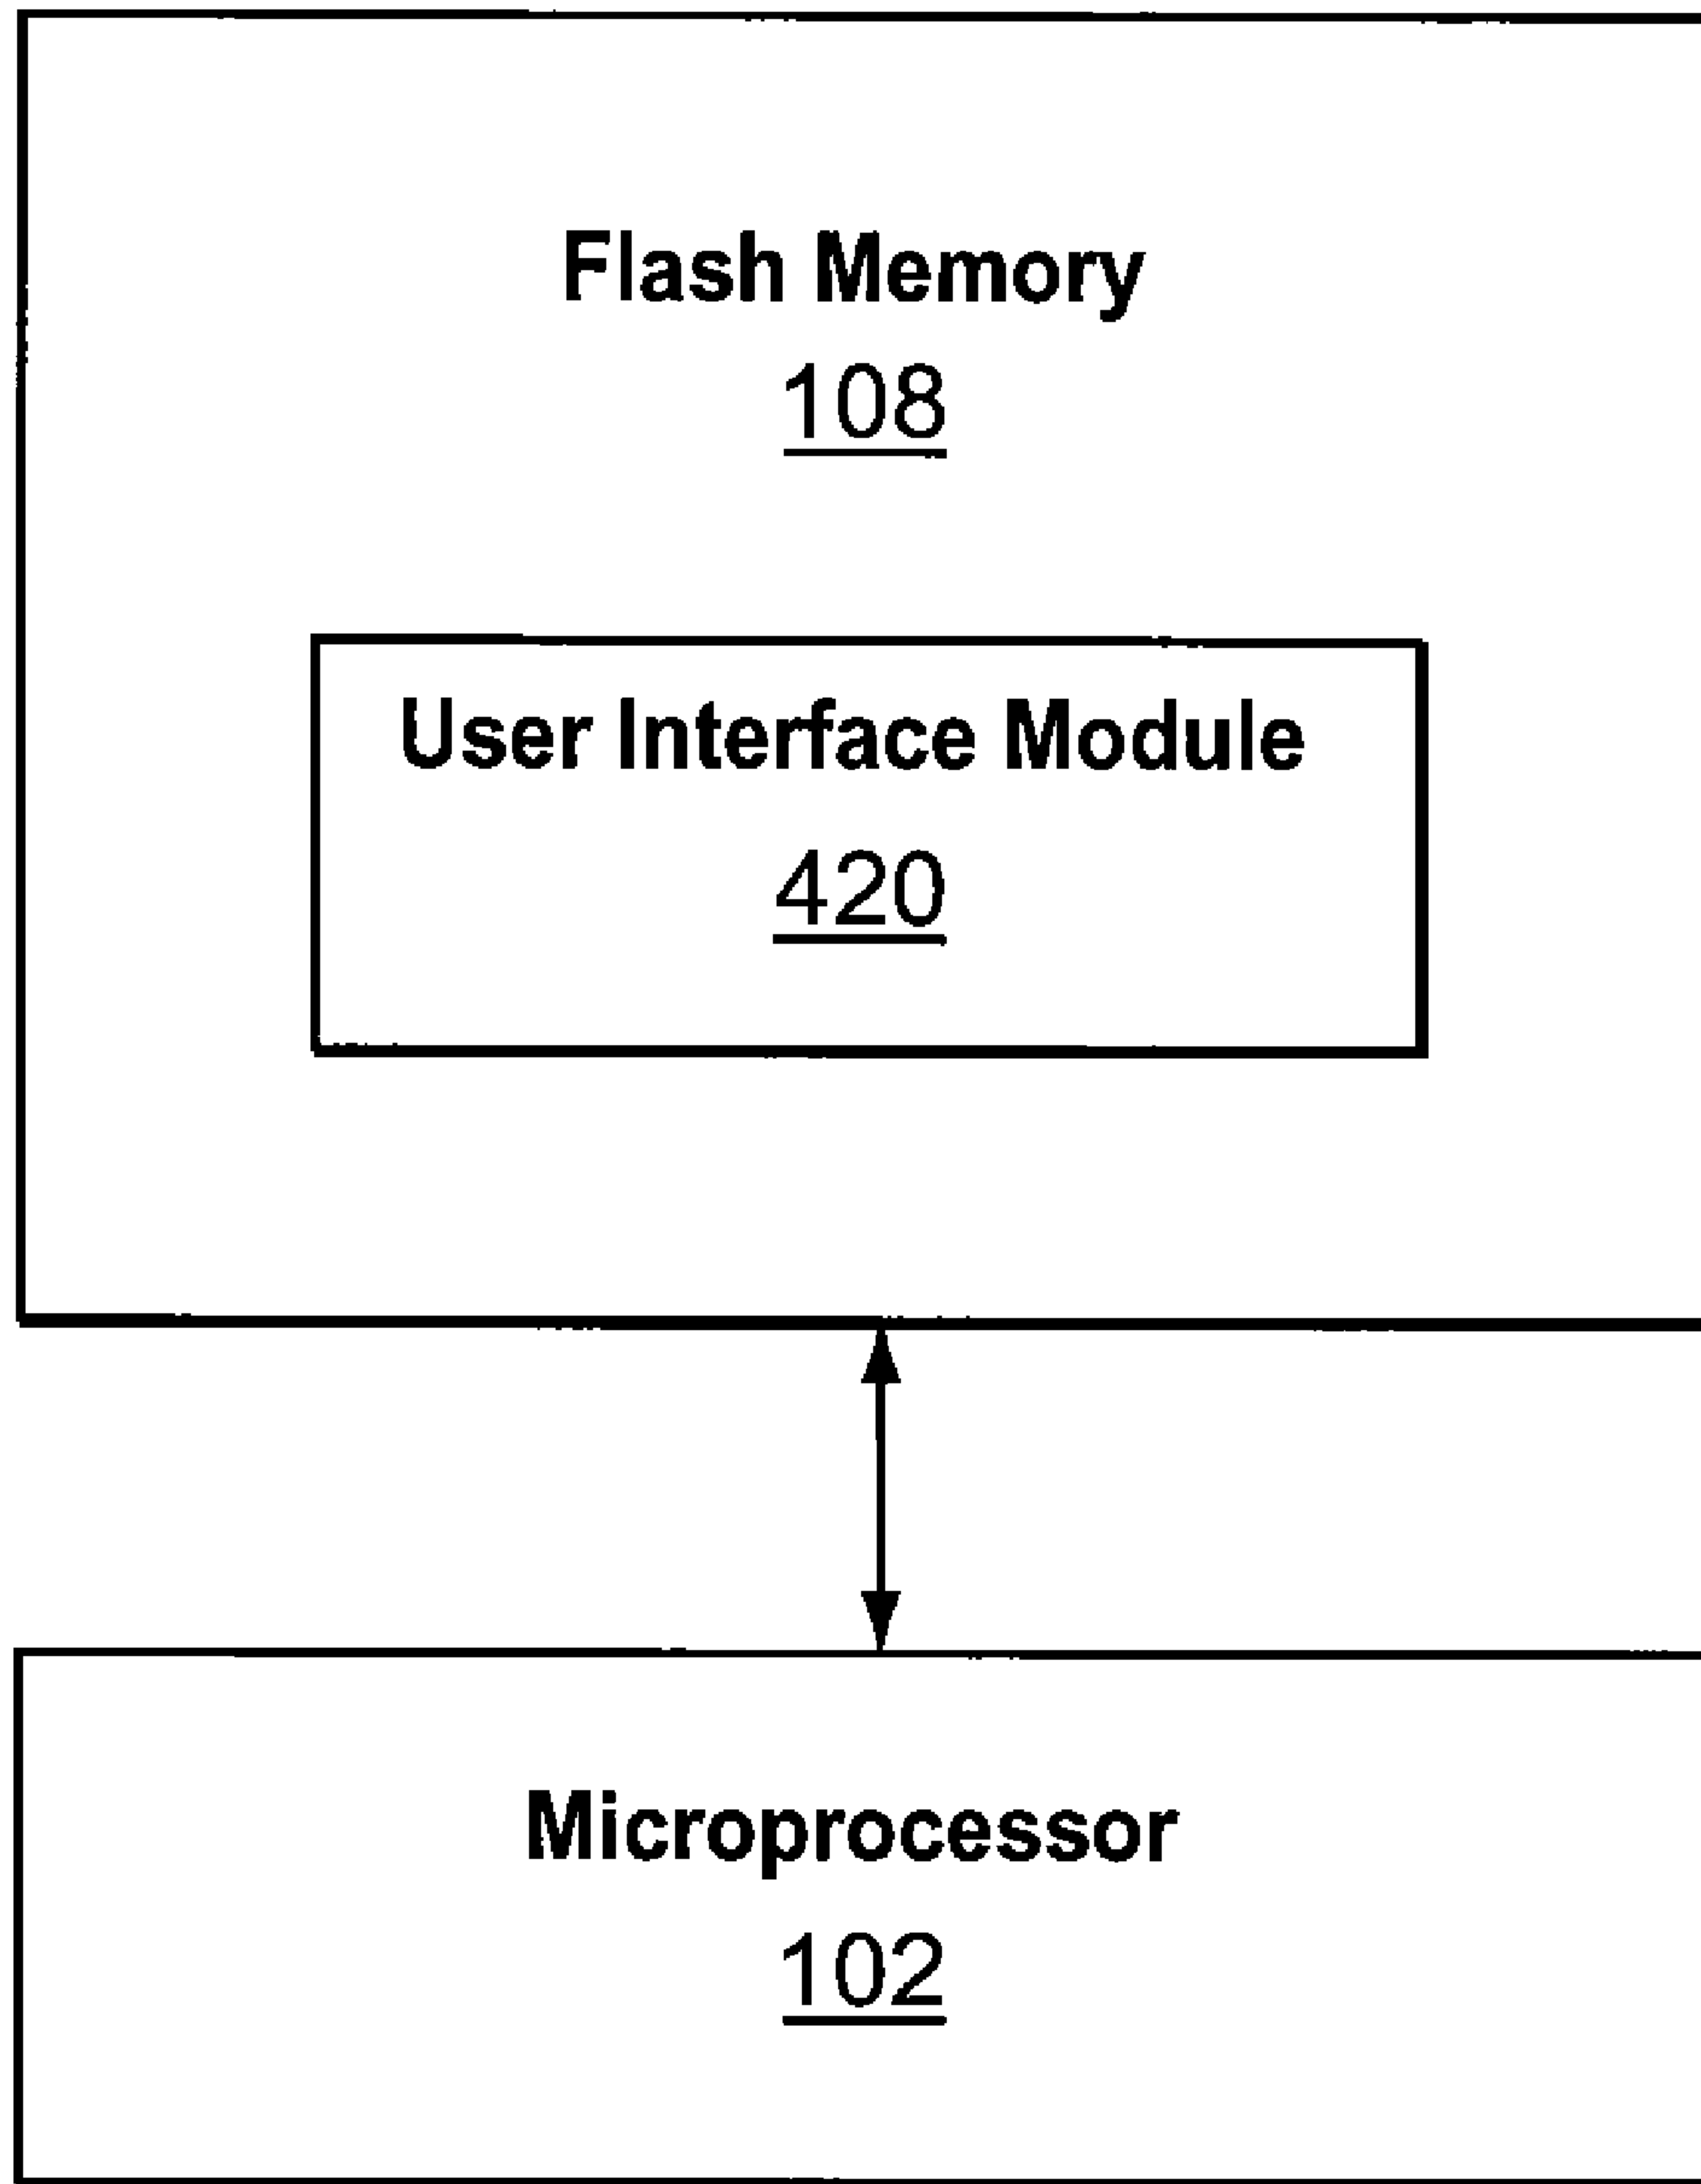 Flash Memory
108
User Interface Module
420
Microprocessor
102